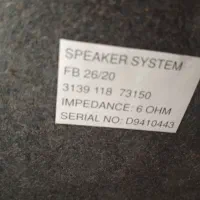 SPEAKER SYSTEM
FB 26/20
3139 118 73150
IMPEDANCE: 6 OHM
SERIAL NO: D9410443